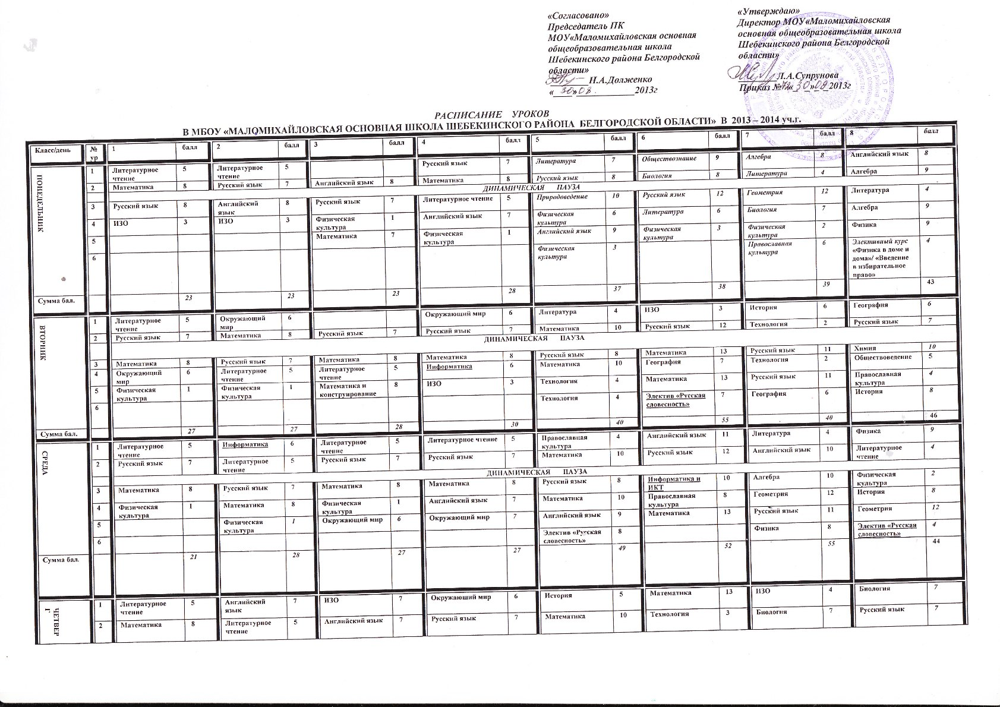 «Согласовано»
Председатель ПК
МОУ«Маломихайловская основная
общеобразовательная школа
Шебекинского района Белгородской
области»
Н.А.Долженко
« 30 » 08 . 2013г
«Утверждаю»
Директор МОУ«Маломихайловская
основная общеобразовательная школа
Шебекинского района Белгородской
области»
Л.А.Супрунова
Приказ № « 30 » 08 2013г
РАСПИСАНИЕ УРОКОВ
В МБОУ «МАЛОМИХАЙЛОВСКАЯ ОСНОВНАЯ ШКОЛА ШЕБЕКИНСКОГО РАЙОНА БЕЛГОРОДСКОЙ ОБЛАСТИ» В 2013 – 2014 уч.г.
Класс/день № ур 1 балл 2 балл 3 балл 4 балл 5 балл 6 балл 7 балл 8 балл
ПОНЕДЕЛЬНИК
1 Литературное чтение 5 Литературное чтение 5 Русский язык 7 Литература 7 Обществознание 9 Алгебра 8 Английский язык 8
2 Математика 8 Русский язык 7 Английский язык 8 Математика 8 Русский язык 8 Биология 8 Литература 4 Алгебра 9
ДИНАМИЧЕСКАЯ ПАУЗА
3 Русский язык 8 Английский язык 8 Русский язык 7 Литературное чтение 5 Природоведение 10 Русский язык 12 Геометрия 12 Литература 4
4 ИЗО 3 ИЗО 3 Физическая культура 1 Английский язык 7 Физическая культура 6 Литература 6 Биология 7 Алгебра 9
5 Математика 7 Физическая культура 1 Английский язык 9 Физическая культура 3 Физическая культура 2 Физика 9
6 Физическая культура 3 Православная культура 6 Элективный курс «Физика в доме и дома»/ «Введение в избирательное право» 4
Сумма бал. 23 23 23 28 37 38 39 43
ВТОРНИК
1 Литературное чтение 5 Окружающий мир 6 Окружающий мир 6 Литература 4 ИЗО 3 История 6 География 6
2 Русский язык 7 Математика 8 Русский язык 7 Русский язык 7 Математика 10 Русский язык 12 Технология 2 Русский язык 7
ДИНАМИЧЕСКАЯ ПАУЗА
3 Математика 8 Русский язык 7 Математика 8 Математика 8 Русский язык 8 Математика 13 Русский язык 11 Химия 10
4 Окружающий мир 6 Литературное чтение 5 Литературное чтение 5 Информатика 6 Математика 10 География 7 Технология 2 Обществоведение 5
5 Физическая культура 1 Физическая культура 1 Математика и конструирование 8 ИЗО 3 Технология 4 Математика 13 Русский язык 11 Православная культура 4
6 Технология 4 Электив «Русская словесность» 7 География 6 История 8
Сумма бал. 27 27 28 30 40 55 40 46
СРЕДА
1 Литературное чтение 5 Информатика 6 Литературное чтение 5 Литературное чтение 5 Православная культура 4 Английский язык 11 Литература 4 Физика 9
2 Русский язык 7 Литературное чтение 5 Русский язык 7 Русский язык 7 Математика 10 Русский язык 12 Английский язык 10 Литературное чтение 4
ДИНАМИЧЕСКАЯ ПАУЗА
3 Математика 8 Русский язык 7 Математика 8 Математика 8 Русский язык 8 Информатика и ИКТ 10 Алгебра 10 Физическая культура 2
4 Физическая культура 1 Математика 8 Физическая культура 1 Английский язык 7 Математика 10 Православная культура 8 Геометрия 12 История 8
5 Физическая культура 1 Окружающий мир 6 Окружающий мир 7 Английский язык 9 Математика 13 Русский язык 11 Геометрия 12
6 Электив «Русская словесность» 8 Физика 8 Электив «Русская словесность» 4
Сумма бал. 21 28 27 27 49 52 55 44
ЧЕТВЕРГ
1 Литературное чтение 5 Английский язык 7 ИЗО 7 Окружающий мир 6 История 5 Математика 13 ИЗО 4 Биология 7
2 Математика 8 Литературное чтение 5 Английский язык 7 Русский язык 7 Математика 10 Технология 3 Биология 7 Русский язык 7